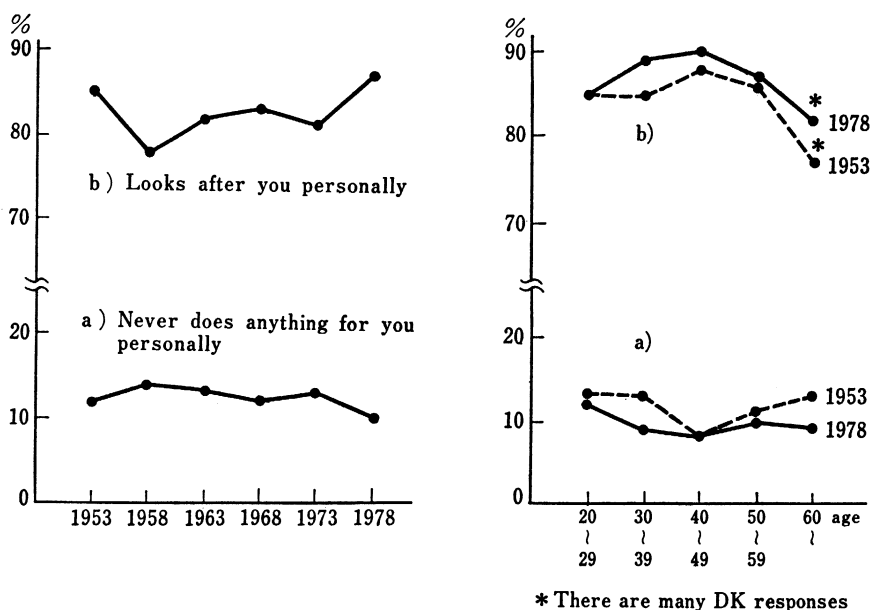 %
90
80
70
b) Looks after you personally
a) Never does anything for you
personally
20
10
0
1953 1958 1963 1968 1973 1978
%
90
80
70
b)
* 1978
* 1953
20
10
0
a)
1953
1978
20 30 40 50 60 age
~ ~ ~ ~ ~
29 39 49 59
* There are many DK responses